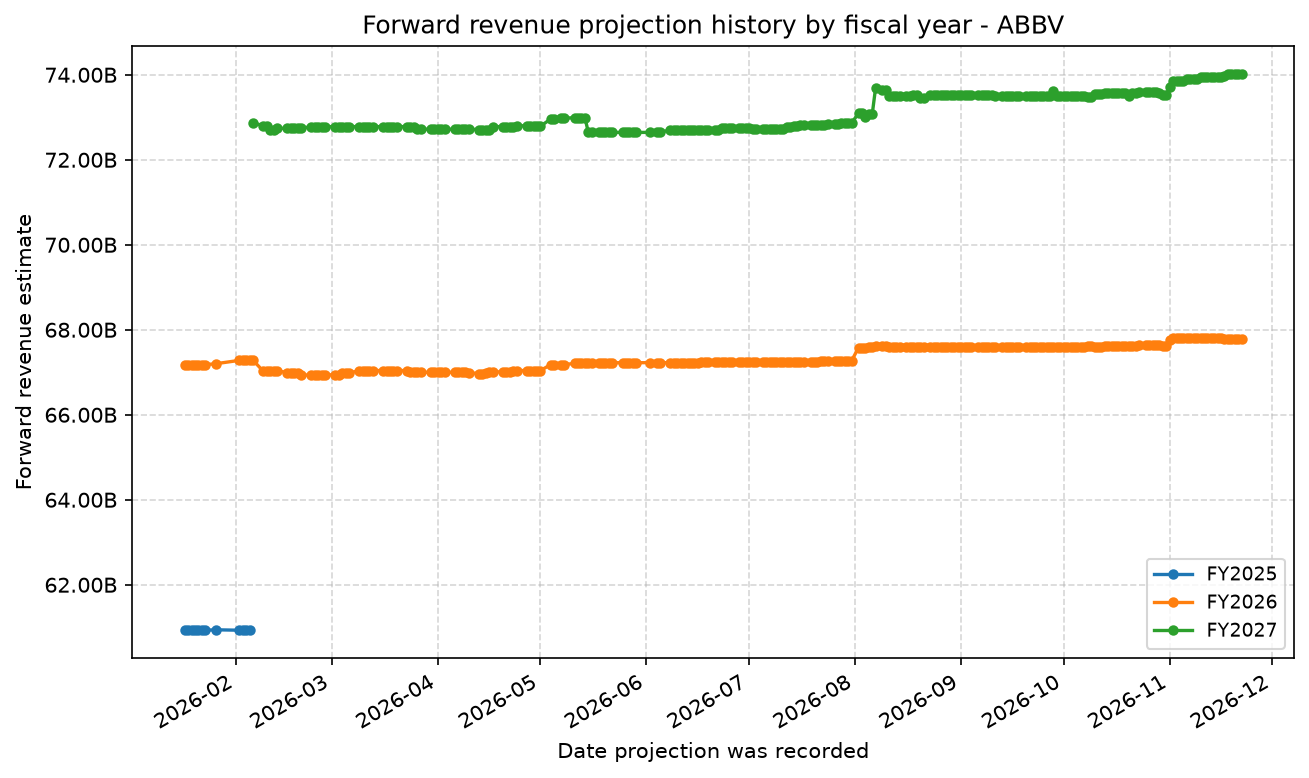 Forward revenue projection history by fiscal year - ABBV
Forward revenue estimate
74.00B
72.00B
70.00B
68.00B
66.00B
64.00B
62.00B
FY2025
FY2026
FY2027
2026-02
2026-03
2026-04
2026-05
2026-06
2026-07
2026-08
2026-09
2026-10
2026-11
2026-12
Date projection was recorded